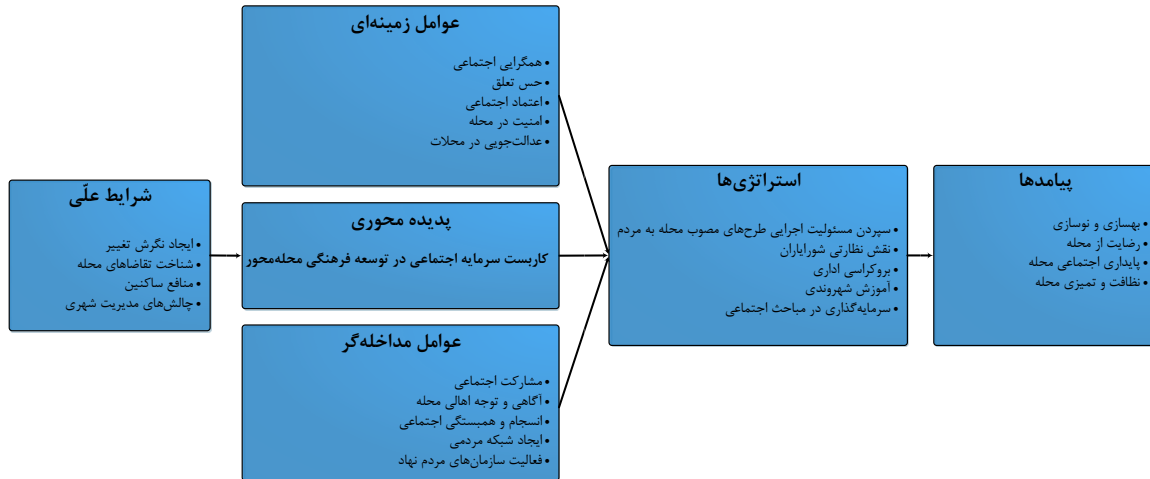 عوامل زمینه‌ای
• همگرایی اجتماعی
• حس تعلق
• اعتماد اجتماعی
• امنیت در محله
• عدالت‌جویی در محلات
شرایط علّی
• ایجاد نگرش تغییر
• شناخت تقاضاهای محله
• منافع ساکنین
• چالش‌های مدیریت شهری
پدیده محوری
کاربست سرمایه اجتماعی در توسعه فرهنگی محله‌محور
عوامل مداخله‌گر
• مشارکت اجتماعی
• آگاهی و توجه اهالی محله
• انسجام و همبستگی اجتماعی
• ایجاد شبکه مردمی
• فعالیت سازمان‌های مردم نهاد
استراتژی‌ها
• سپردن مسئولیت اجرایی طرح‌های مصوب محله به مردم
• نقش نظارتی شورایاران
• بروکراسی اداری
• آموزش شهروندی
• سرمایه‌گذاری در مباحث اجتماعی
پیامدها
• بهسازی و نوسازی
• رضایت از محله
• پایداری اجتماعی محله
• نظافت و تمیزی محله